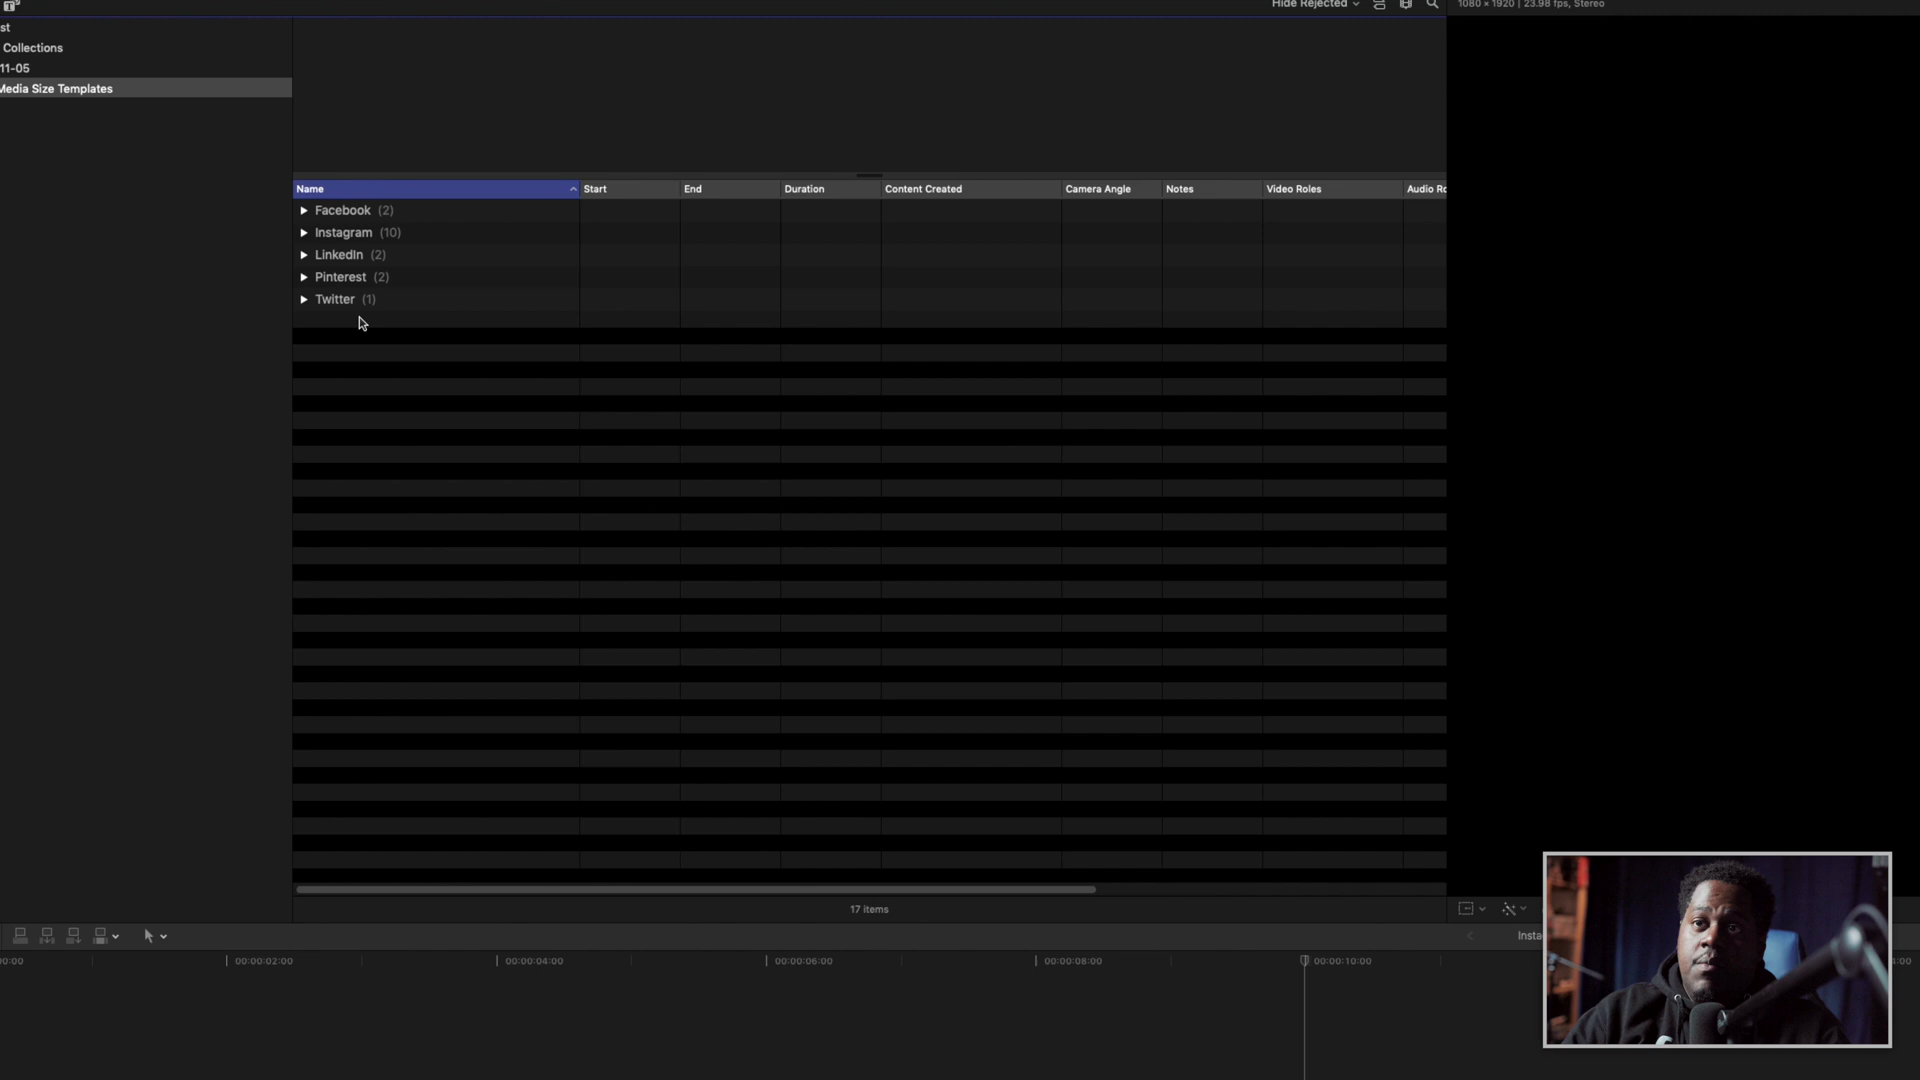 Hide Rejected
1080 × 1920 | 23.98 fps, Stereo
st
Collections
11-05
Media Size Templates
Name Start End Duration Content Created Camera Angle Notes Video Roles Audio Ro
Facebook (2)
Instagram (10)
LinkedIn (2)
Pinterest (2)
Twitter (1)
17 items
Insta
0:00 00:00:02:00 00:00:04:00 00:00:06:00 00:00:08:00 00:00:10:00 4:00